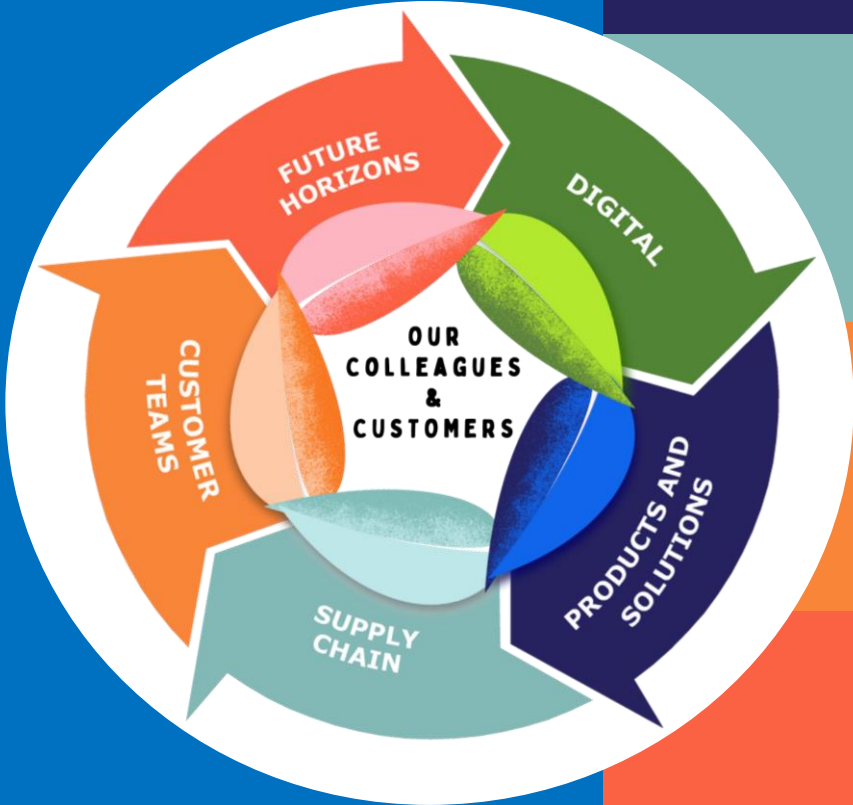 FUTURE
HORIZONS
DIGITAL
PRODUCTS AND
SOLUTIONS
SUPPLY
CHAIN
CUSTOMER
TEAMS
OUR
COLLEAGUES
&
CUSTOMERS